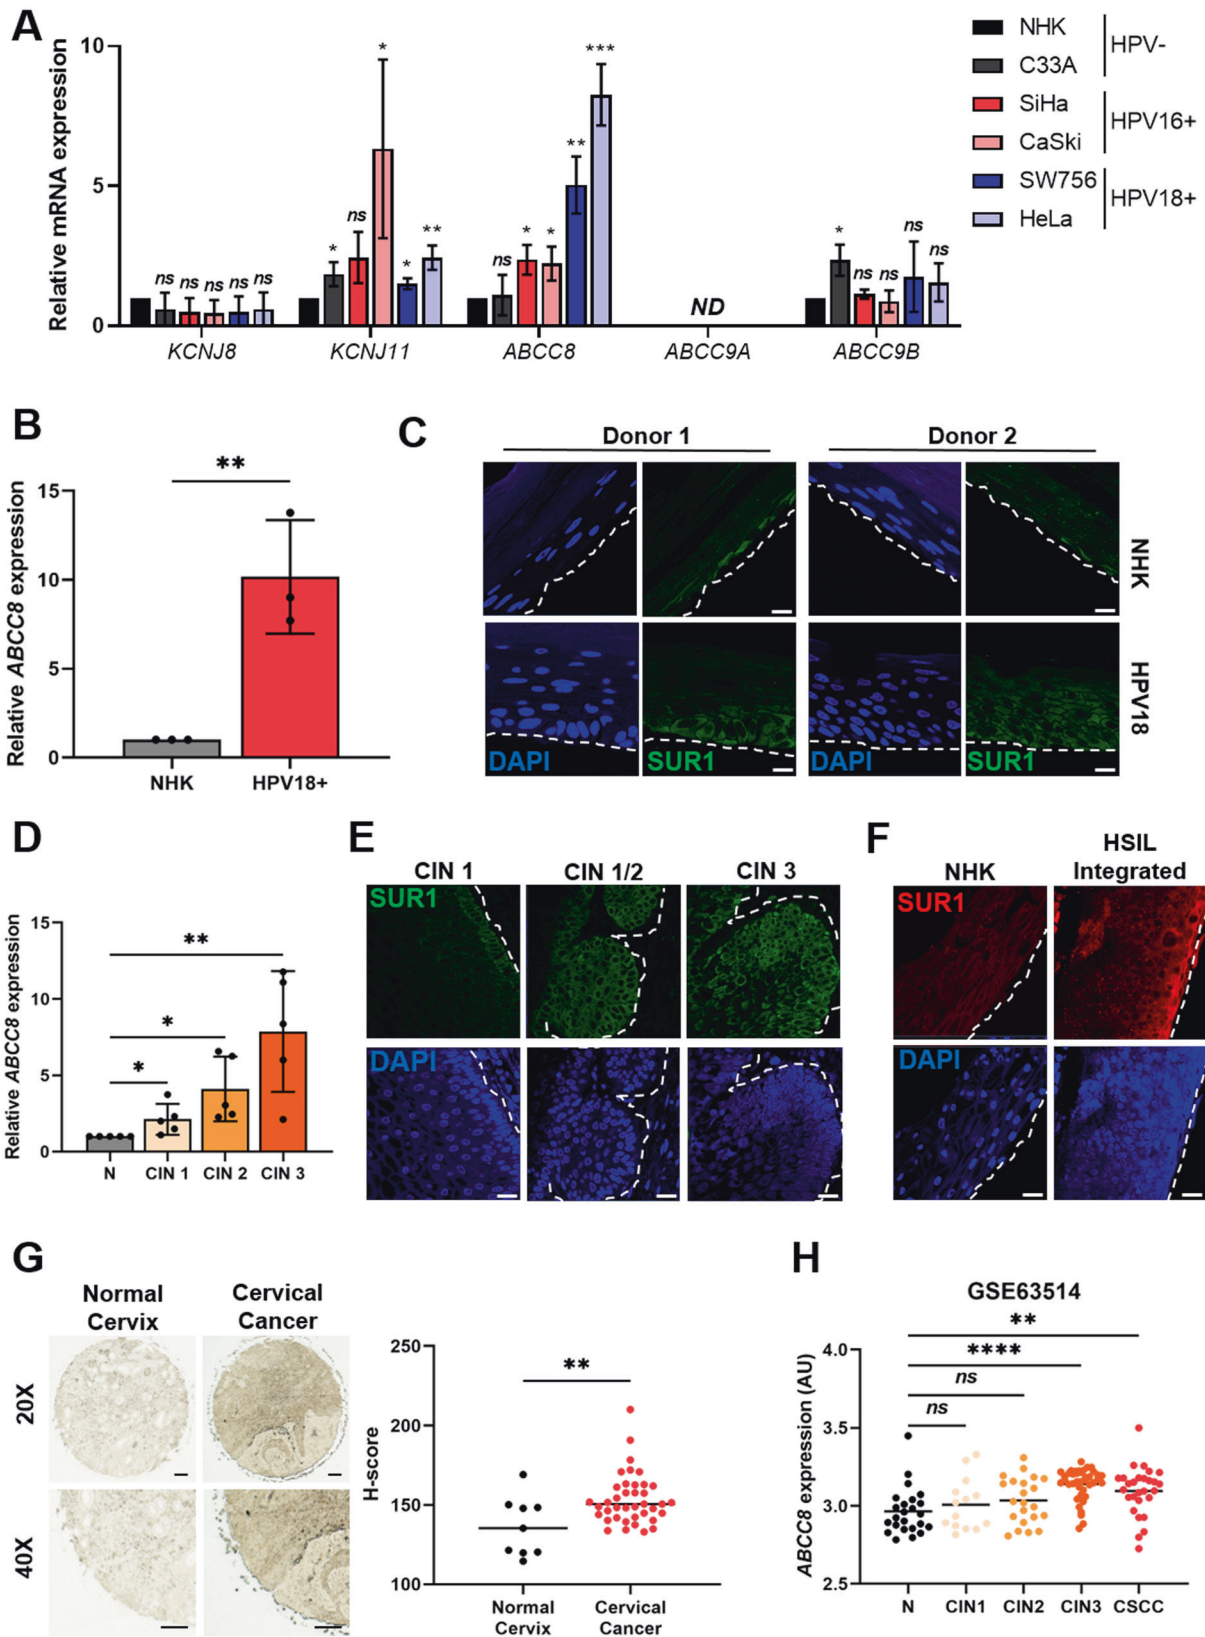 A
Relative mRNA expression
10
5
0
ns ns ns ns ns
* ns * * **
ns * * ** ***
ND
* ns ns ns ns
KCNJ8 KCNJ11 ABCC8 ABCC9A ABCC9B
NHK
C33A
HPV-
SiHa
CaSki
HPV16+
SW756
HeLa
HPV18+
B
Relative ABCC8 expression
15
10
5
0
**
NHK HPV18+
C
Donor 1 Donor 2
NHK
HPV18
DAPI SUR1 DAPI SUR1
D
Relative ABCC8 expression
15
10
5
0
**
*
*
N CIN 1 CIN 2 CIN 3
E
CIN 1 CIN 1/2 CIN 3
SUR1
DAPI
F
NHK
HSIL
Integrated
SUR1
DAPI
G
Normal
Cervix
Cervical
Cancer
20X
40X
H-score
250
200
150
100
**
Normal
Cervix
Cervical
Cancer
H
GSE63514
ABCC8 expression (AU)
4.0
3.5
3.0
2.5
**
****
ns
ns
N CIN1 CIN2 CIN3 CSCC